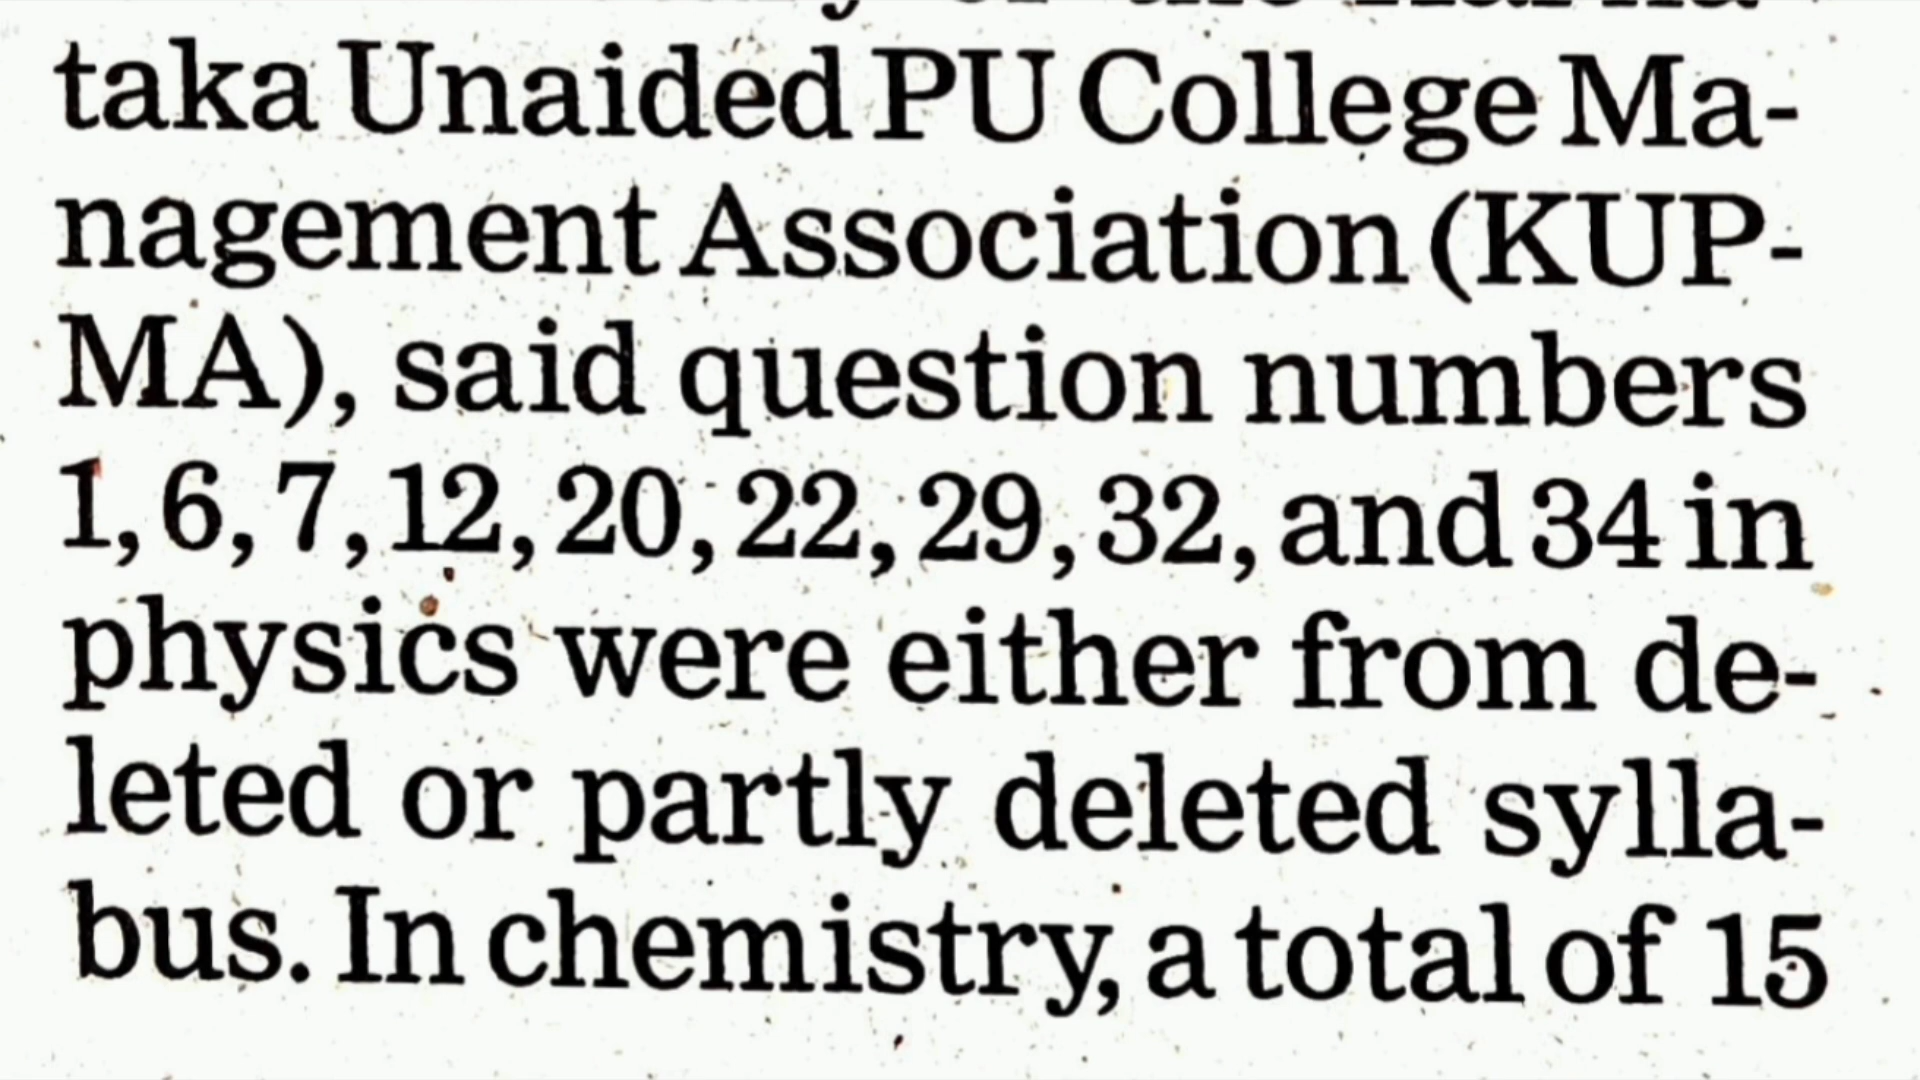 taka Unaided PU College Ma-
nagement Association (KUP-
MA), said question numbers
1, 6, 7, 12, 20, 22, 29, 32, and 34 in
physics were either from de-
leted or partly deleted sylla-
bus. In chemistry, a total of 15